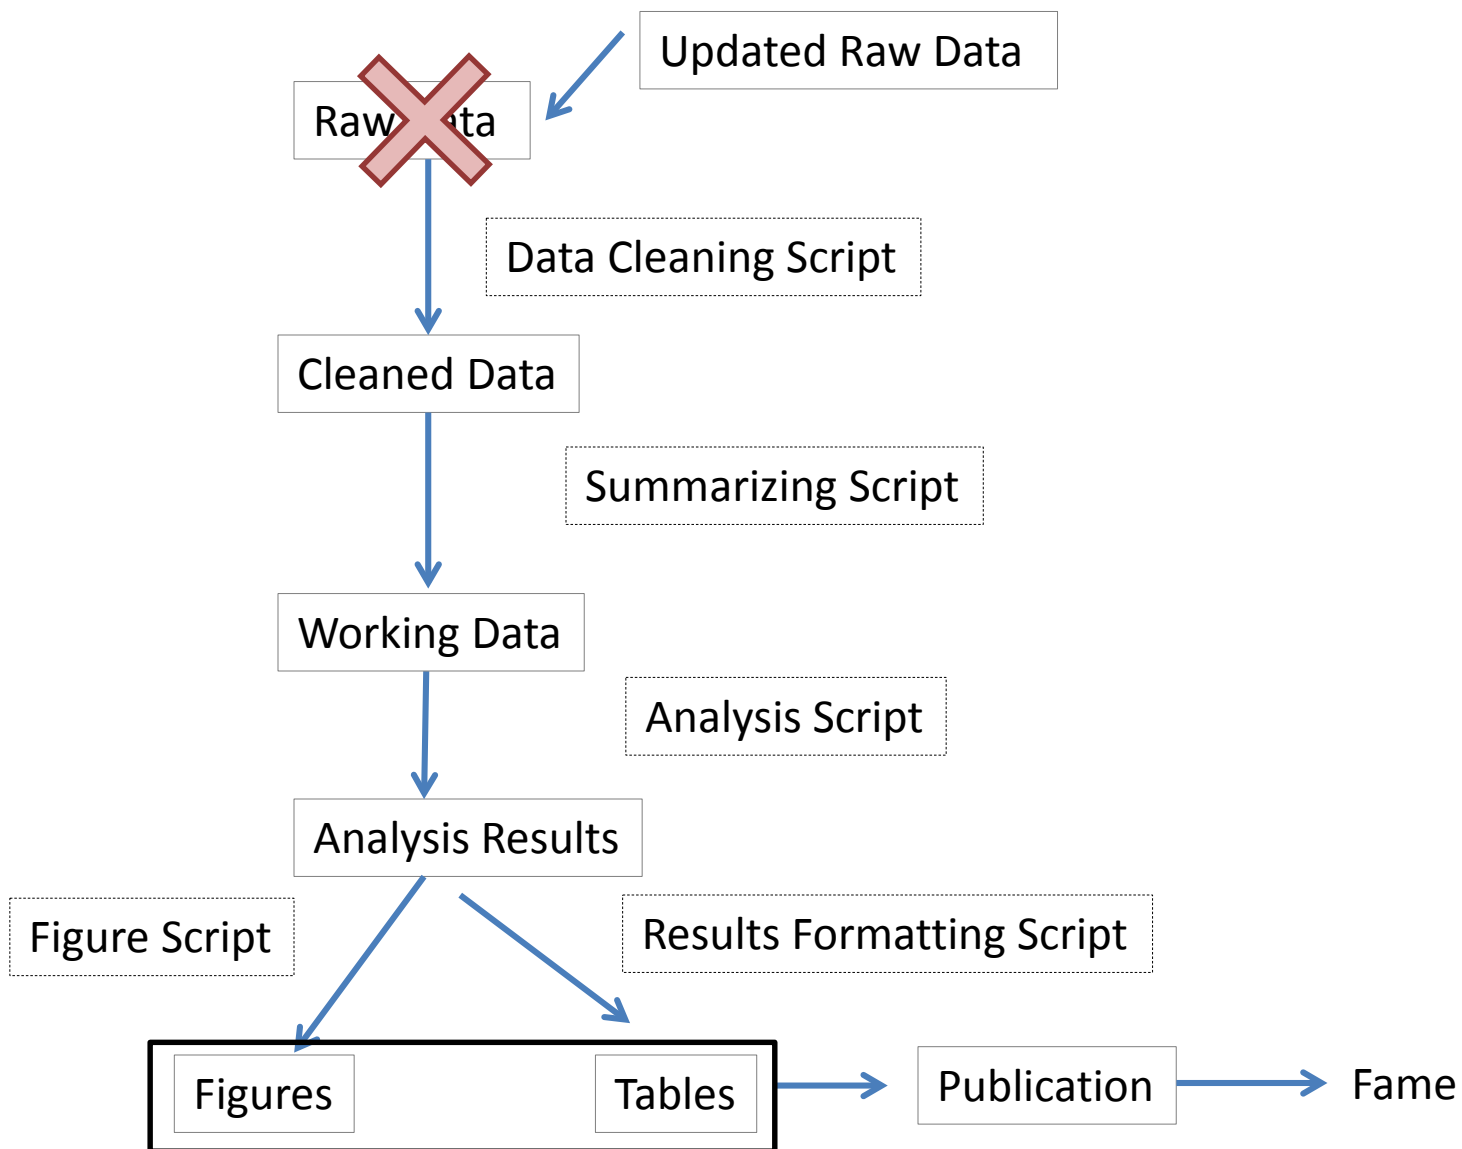 Updated Raw Data
Raw Data
Data Cleaning Script
Cleaned Data
Summarizing Script
Working Data
Analysis Script
Analysis Results
Figure Script
Results Formatting Script
Figures
Tables
Publication
Fame